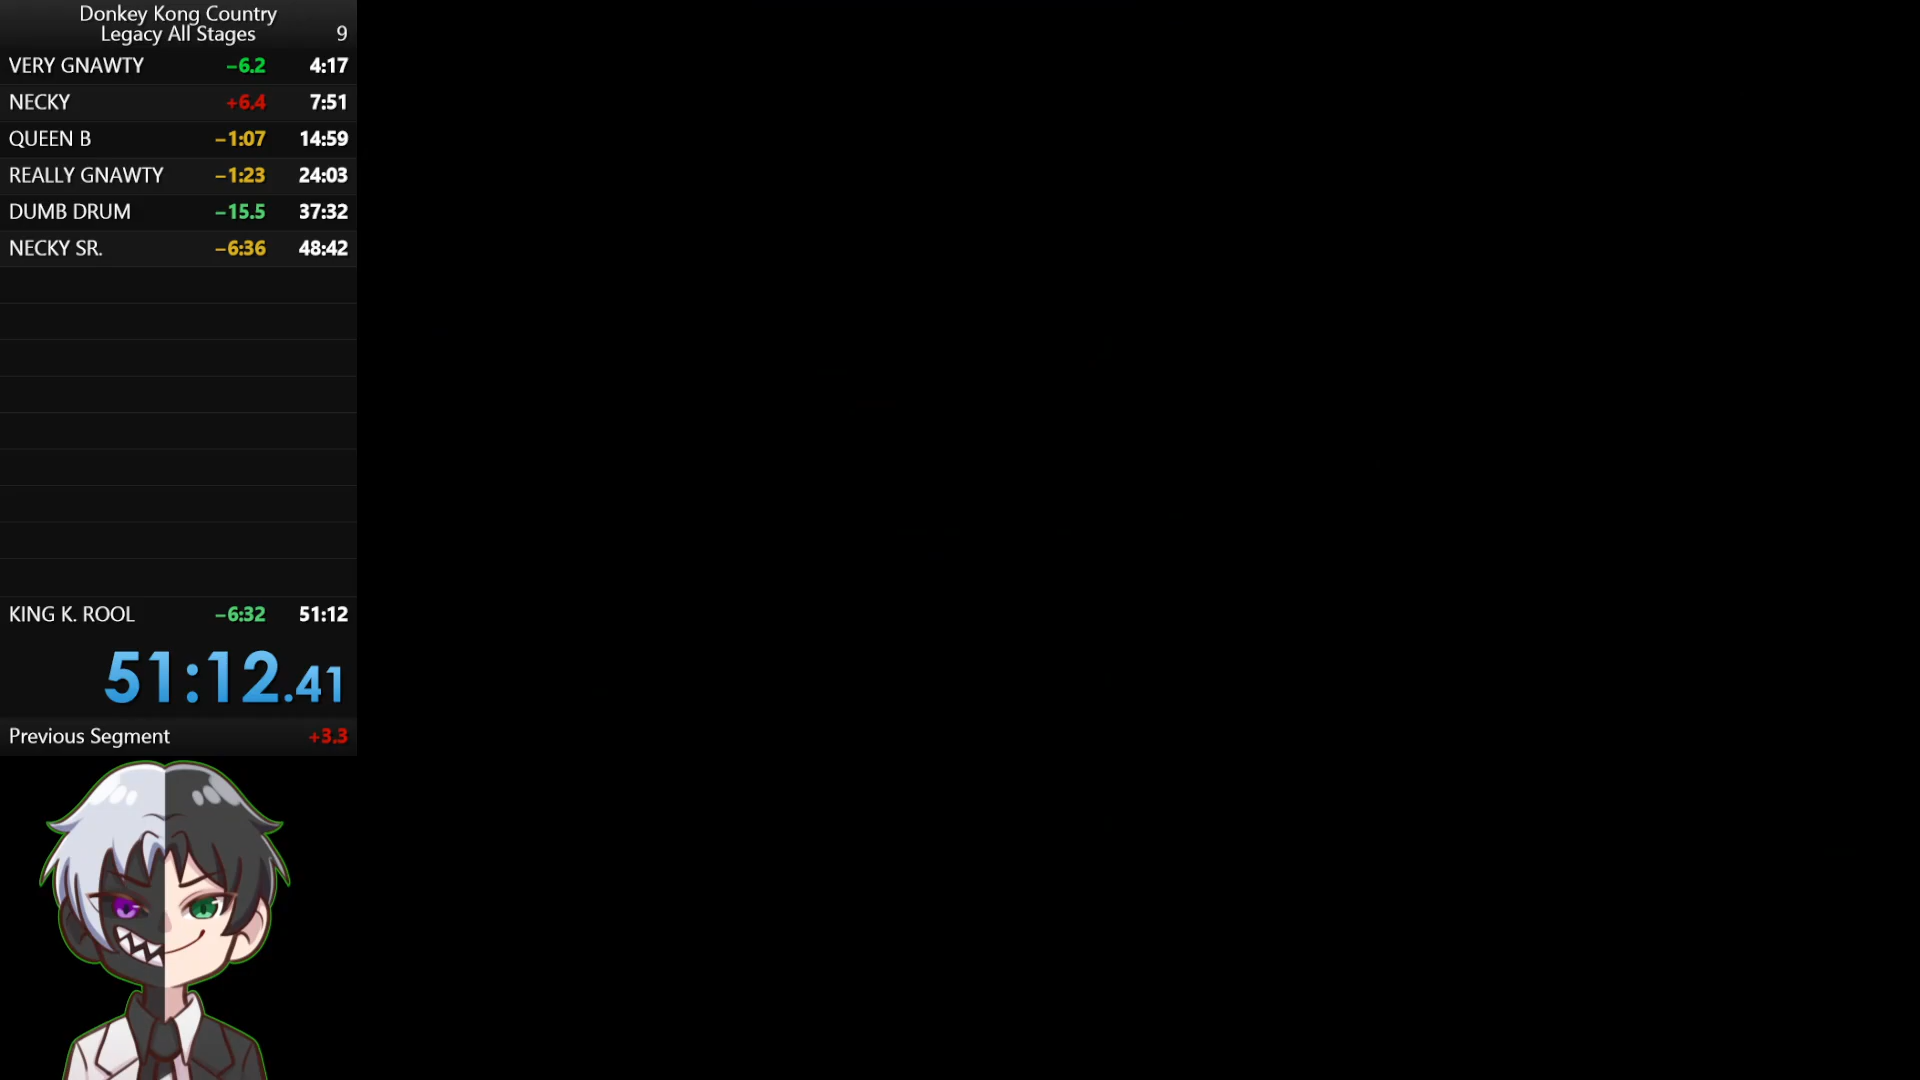 Donkey Kong Country
Legacy All Stages 9
VERY GNAWTY −6.2 4:17
NECKY +6.4 7:51
QUEEN B −1:07 14:59
REALLY GNAWTY −1:23 24:03
DUMB DRUM −15.5 37:32
NECKY SR. −6:36 48:42
KING K. ROOL −6:32 51:12
51:12.41
Previous Segment +3.3